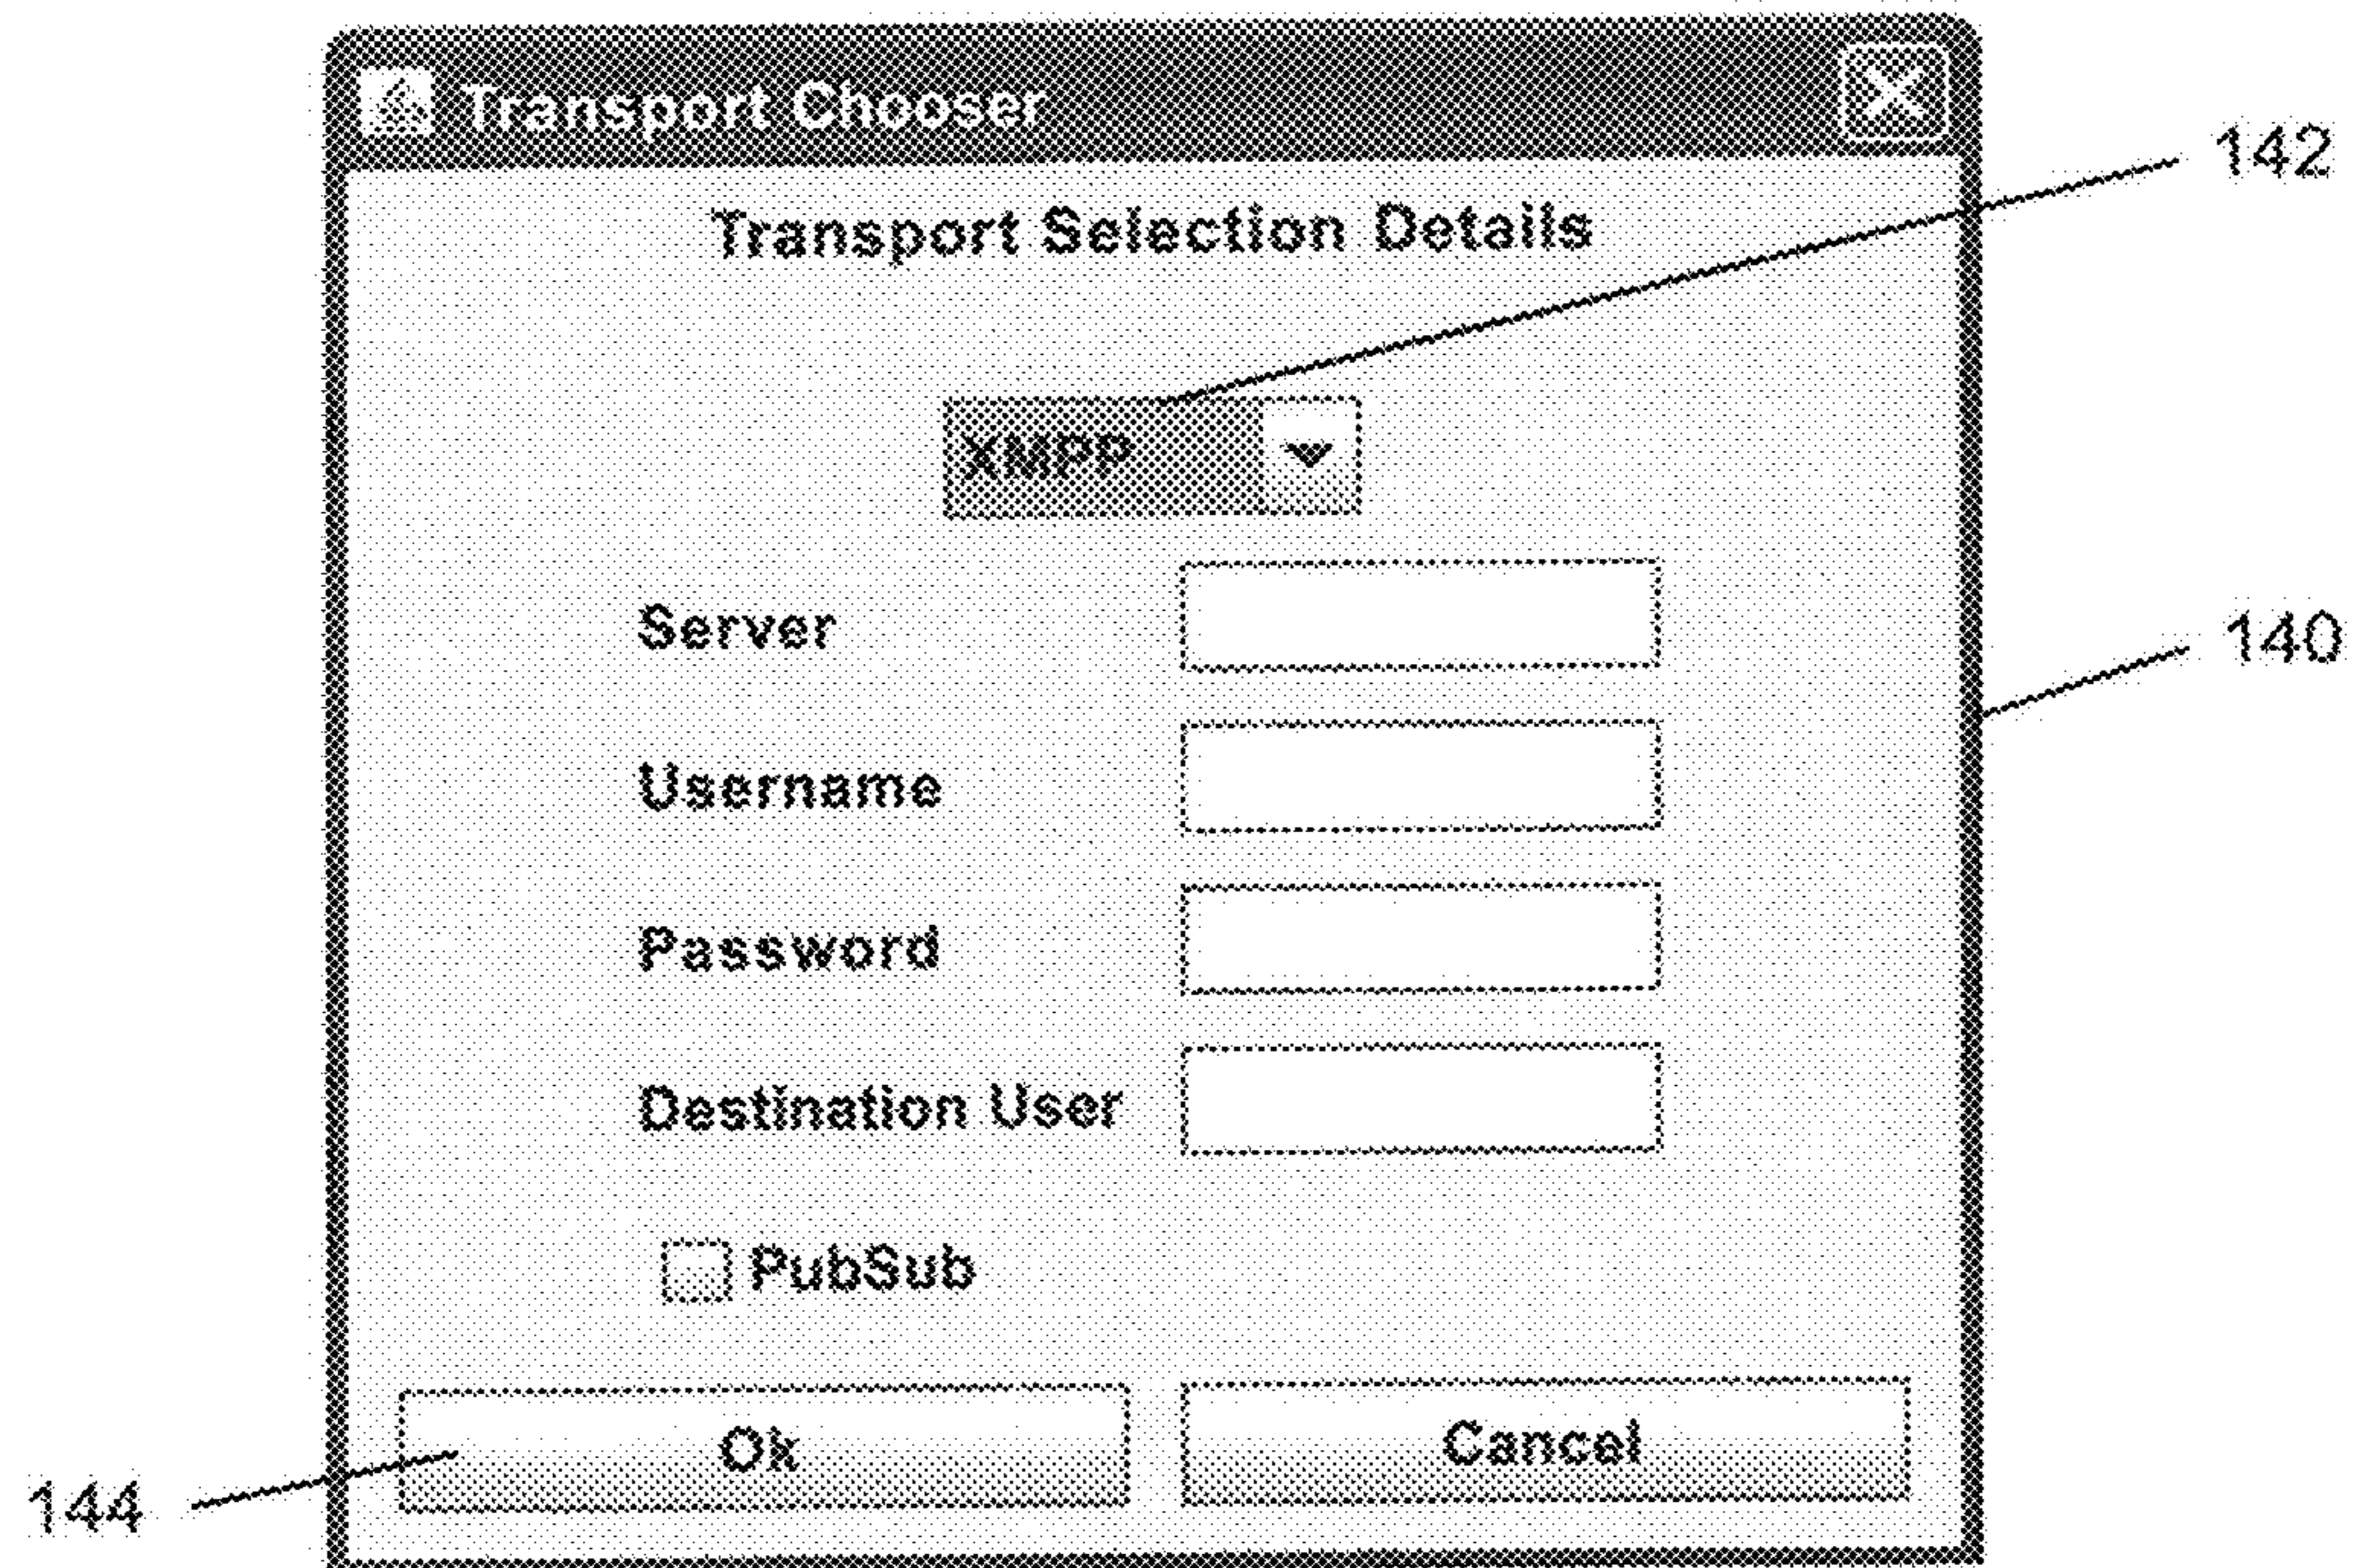 Transport Chooser
142
Transport Selection Details
XMPP
Server
140
Username
Password
Destination User
PubSub
Ok
Cancel
144